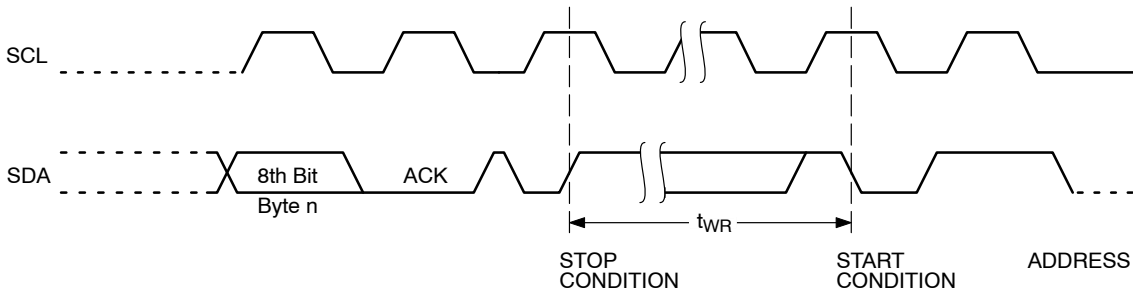 SCL
SDA
8th Bit
Byte n
ACK
tWR
STOP
CONDITION
START
CONDITION
ADDRESS